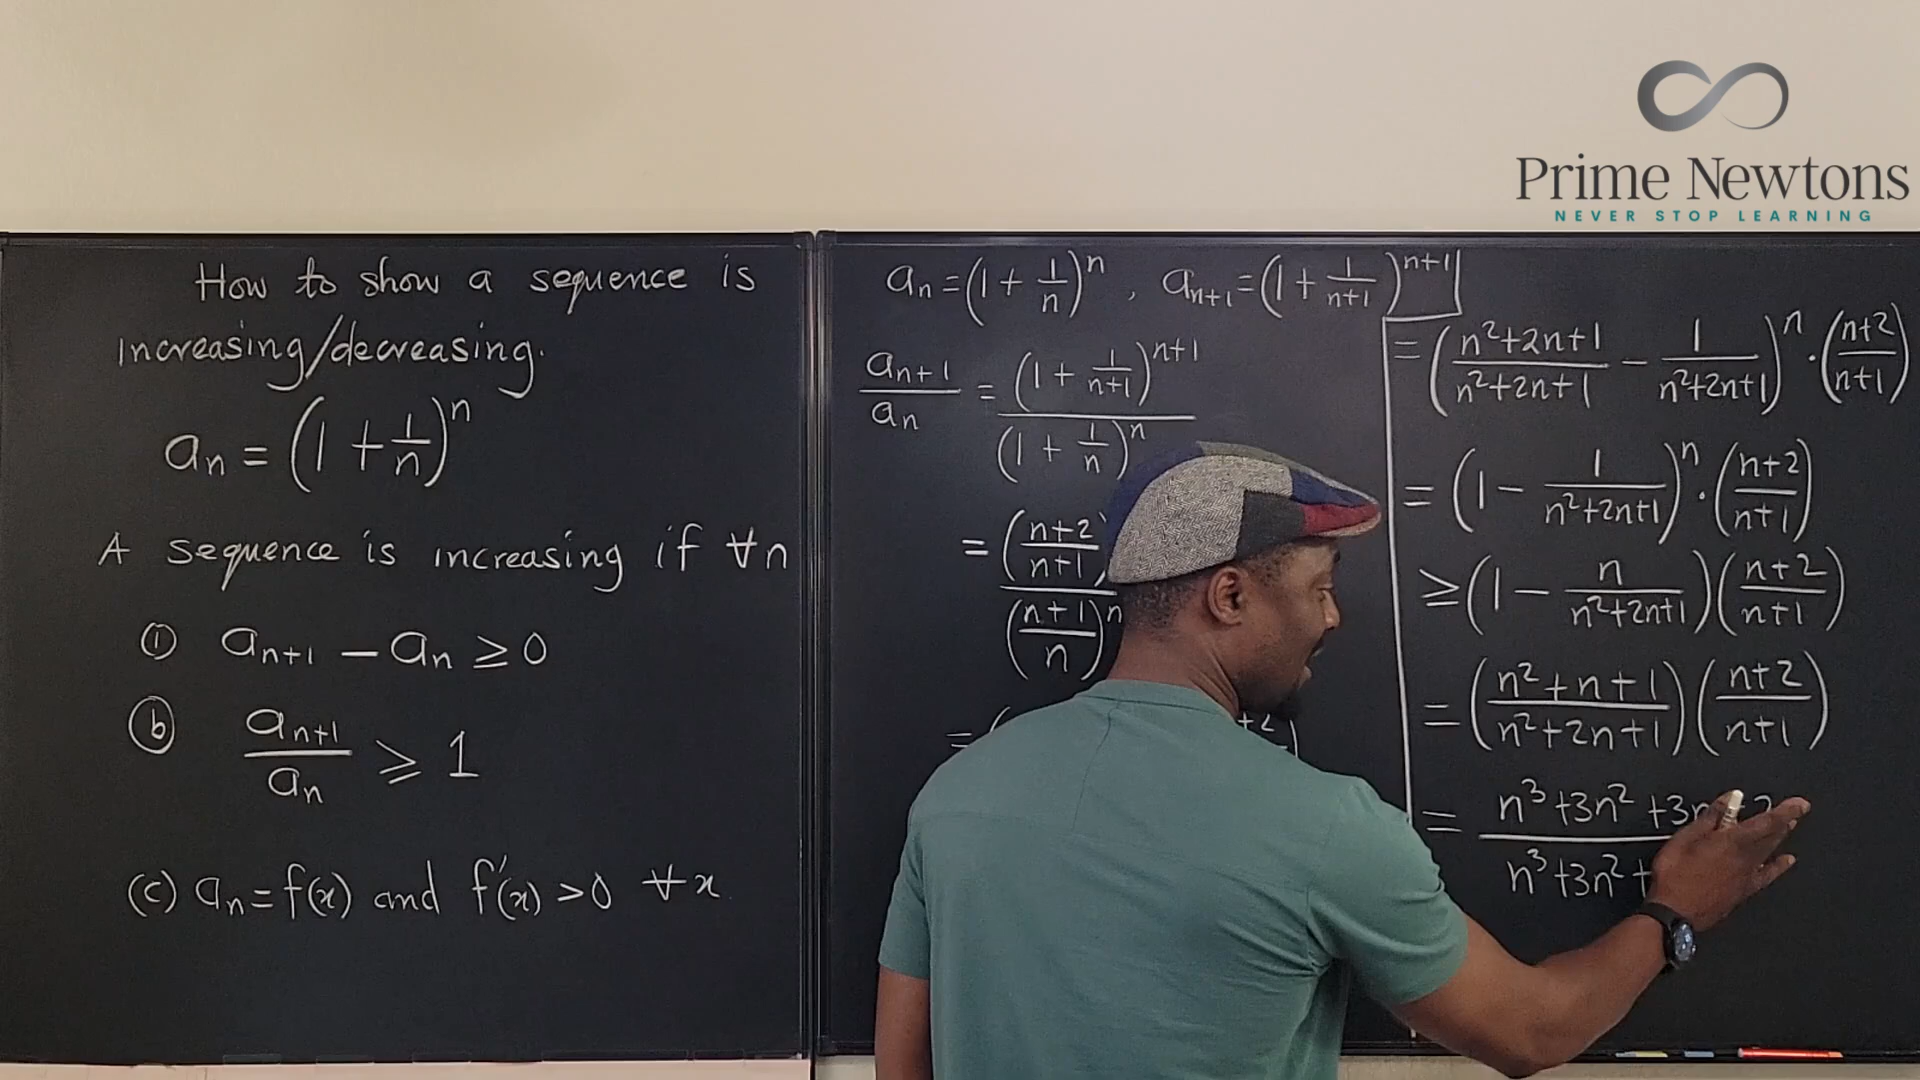 Prime Newtons
NEVER STOP LEARNING
How to show a sequence is
increasing/decreasing.
aₙ = (1 + 1/n)ⁿ
A sequence is increasing if ∀n
① aₙ₊₁ − aₙ ≥ 0
ⓑ aₙ₊₁/aₙ ≥ 1
(c) aₙ = f(x) and f′(x) > 0 ∀x
aₙ = (1 + 1/n)ⁿ , aₙ₊₁ = (1 + 1/(n+1))ⁿ⁺¹
aₙ₊₁/aₙ = (1 + 1/(n+1))ⁿ⁺¹ / (1 + 1/n)ⁿ
= ((n+2)/(n+1)) / ((n+1)/n)ⁿ
=
= ((n²+2n+1)/(n²+2n+1) − 1/(n²+2n+1))ⁿ · ((n+2)/(n+1))
= (1 − 1/(n²+2n+1))ⁿ · ((n+2)/(n+1))
≥ (1 − n/(n²+2n+1)) ((n+2)/(n+1))
= ((n²+n+1)/(n²+2n+1)) ((n+2)/(n+1))
= n³+3n²+3n+2
n³+3n²+